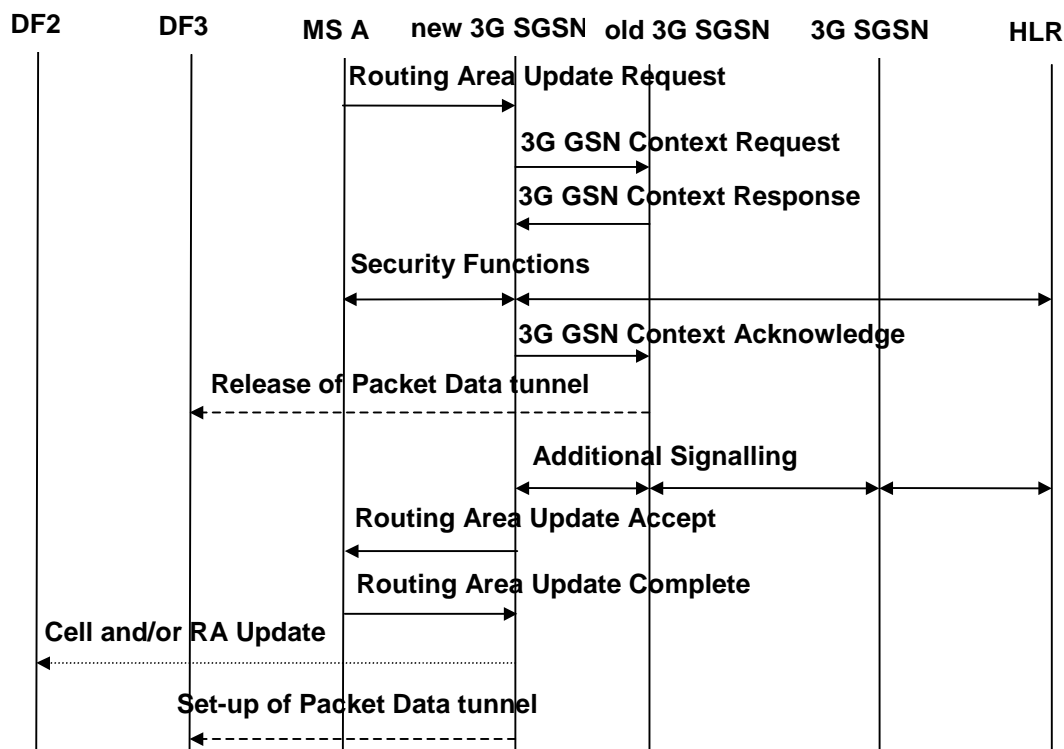 DF2 DF3 MS A new 3G SGSN old 3G SGSN 3G SGSN HLR
Routing Area Update Request
3G GSN Context Request
3G GSN Context Response
Security Functions
3G GSN Context Acknowledge
Release of Packet Data tunnel
Additional Signalling
Routing Area Update Accept
Routing Area Update Complete
Cell and/or RA Update
Set-up of Packet Data tunnel